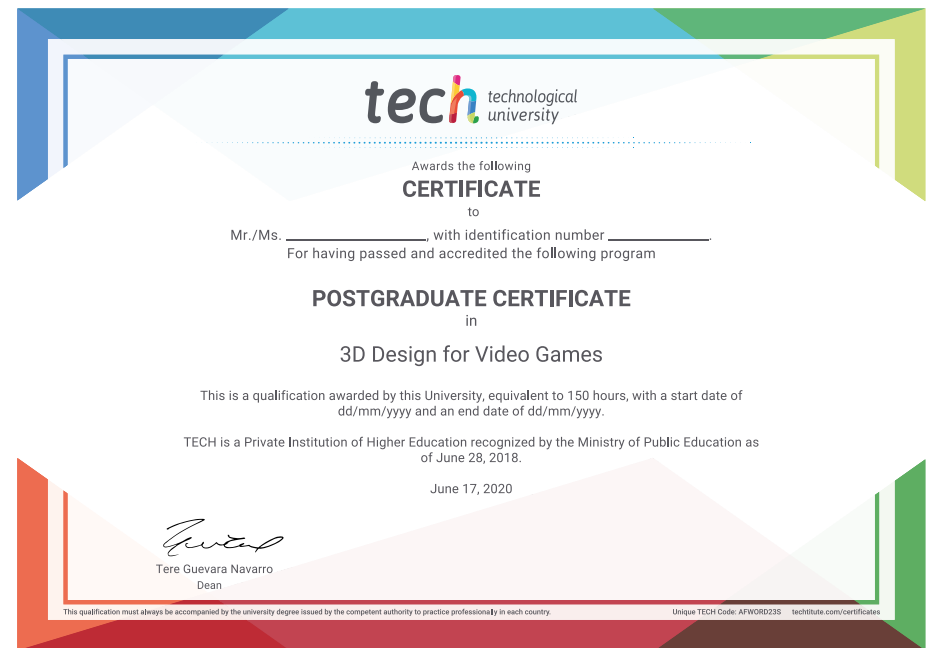 tech technological
university
Awards the following
CERTIFICATE
to
Mr./Ms. ____________________, with identification number ______________.
For having passed and accredited the following program
POSTGRADUATE CERTIFICATE
in
3D Design for Video Games
This is a qualification awarded by this University, equivalent to 150 hours, with a start date of
dd/mm/yyyy and an end date of dd/mm/yyyy.
TECH is a Private Institution of Higher Education recognized by the Ministry of Public Education as
of June 28, 2018.
June 17, 2020
Tere Guevara Navarro
Dean
This qualification must always be accompanied by the university degree issued by the competent authority to practice professionally in each country. Unique TECH Code: AFWORD23S techtitute.com/certificates